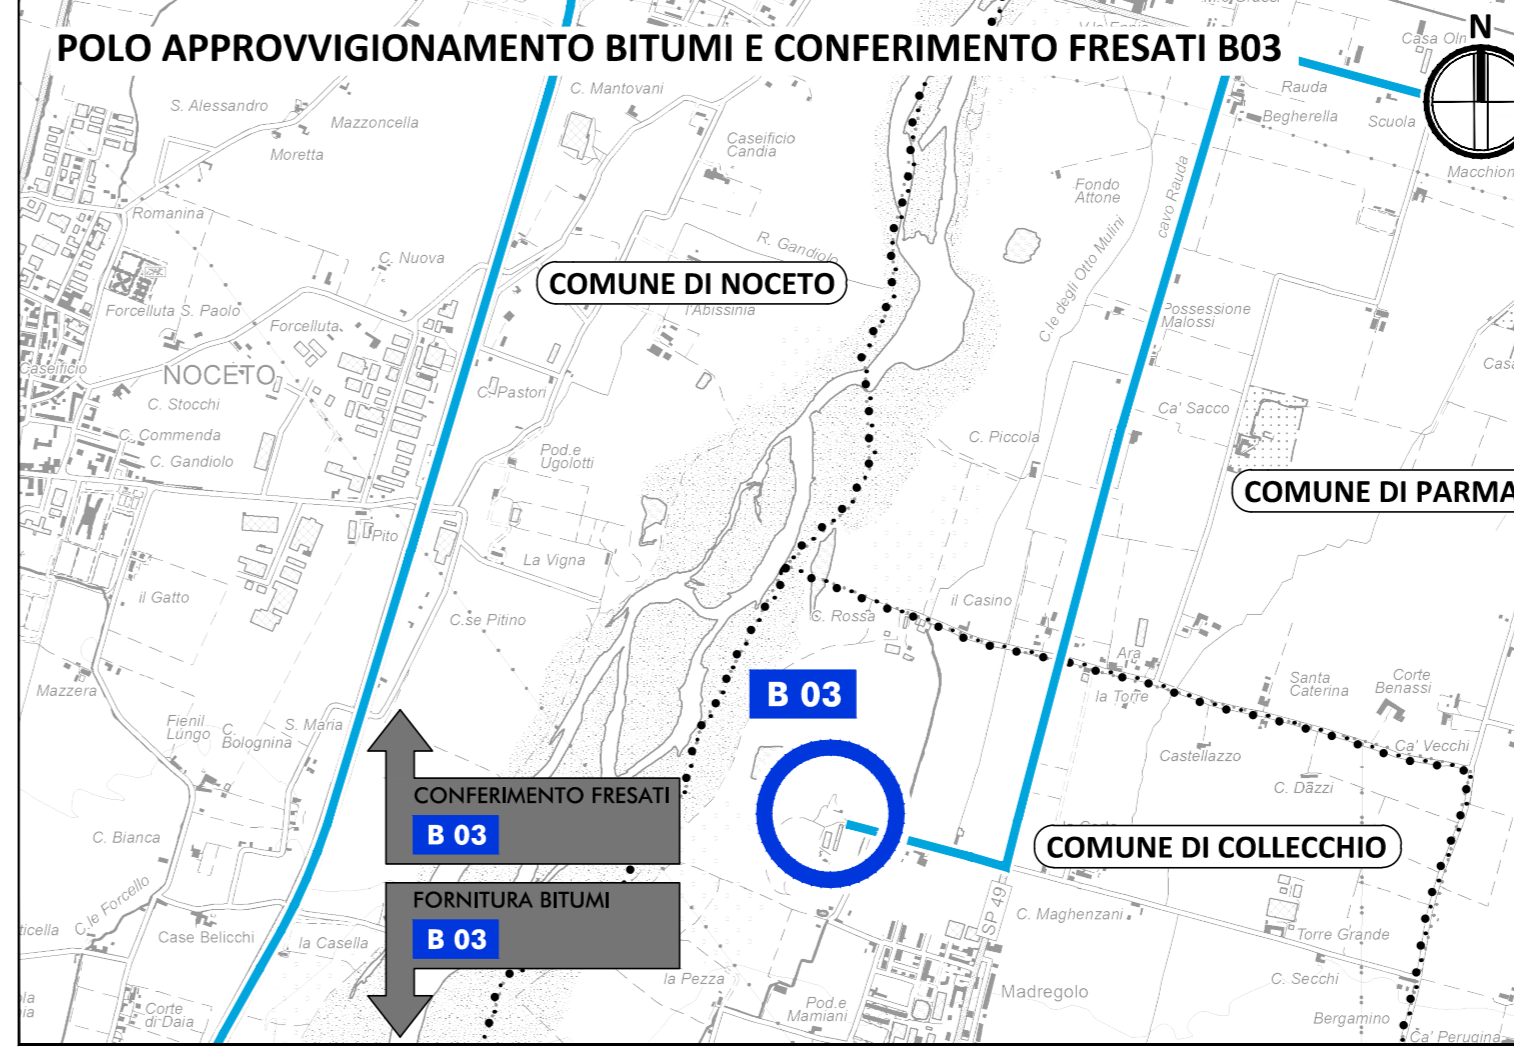 POLO APPROVVIGIONAMENTO BITUMI E CONFERIMENTO FRESATI B03
N
C. Mantovani
S. Alessandro
Mazzoncella
Moretta
Caseificio
Candia
Rauda
Begherella
Scuola
Fondo
Attone
cavo Rauda
Romanina
R. Gandiolo
C. Nuova
COMUNE DI NOCETO
l'Abissinia
C.le degli Otto Mulini
Forcelluta S. Paolo
Forcelluta
Possessione
Malossi
Caseificio
NOCETO
C. Stocchi
C. Pastori
Ca' Sacco
C. Commenda
C. Gandiolo
Pod.e
Ugolotti
C. Piccola
COMUNE DI PARMA
Pito
La Vigna
il Gatto
C.se Pitino
C. Rossa
il Casino
Ara
la Torre
Santa
Caterina
Corte
Benassi
Mazzera
Fienil
Lungo
C.
Bolognina
S. Maria
B 03
Castellazzo
Ca' Vecchi
C. Dazzi
CONFERIMENTO FRESATI
B 03
C. Bianca
COMUNE DI COLLECCHIO
FORNITURA BITUMI
B 03
C.le Forcello
Case Belicchi
la Casella
SP 49
C. Maghenzani
Torre Grande
la Pezza
Madregolo
C. Secchi
Corte
di Daia
Pod.e
Mamiani
Bergamino
Ca' Perugina